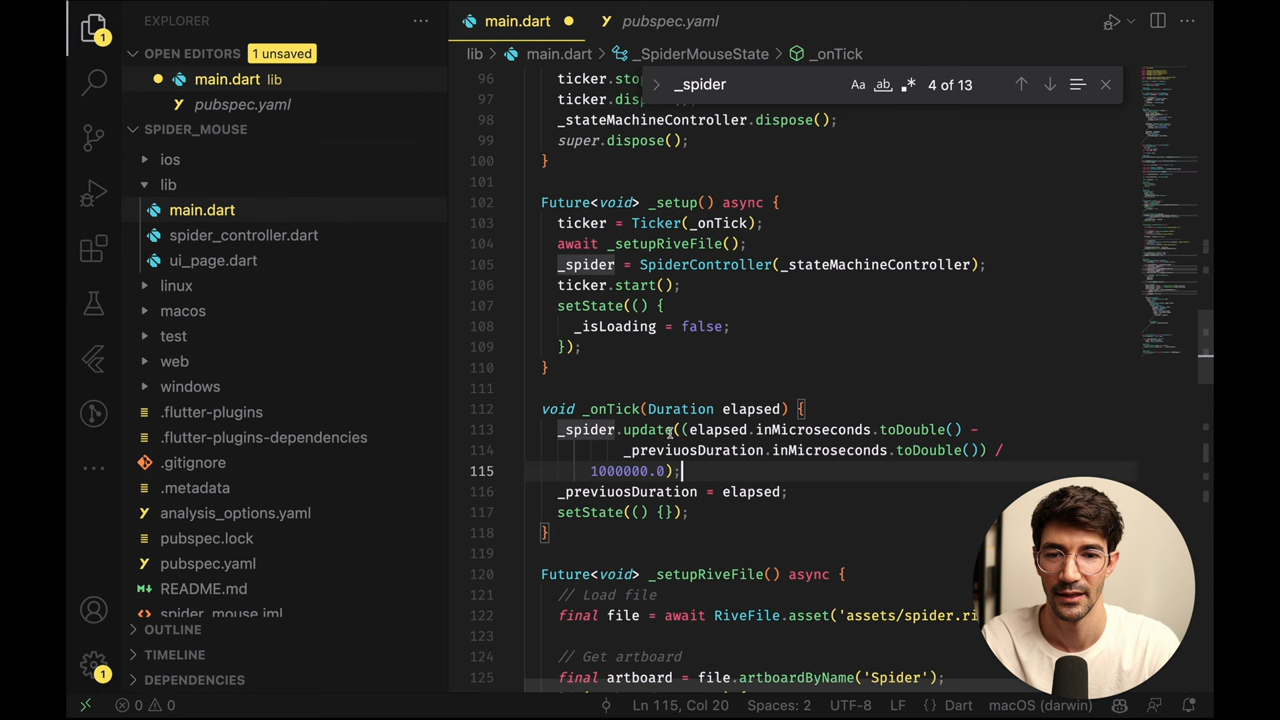 EXPLORER
OPEN EDITORS 1 unsaved
main.dart lib
pubspec.yaml
SPIDER_MOUSE
ios
lib
main.dart
spider_controller.dart
ui_page.dart
linux
macos
test
web
windows
.flutter-plugins
.flutter-plugins-dependencies
.gitignore
.metadata
analysis_options.yaml
pubspec.lock
pubspec.yaml
README.md
spider_mouse.iml
OUTLINE
TIMELINE
DEPENDENCIES
1
1
main.dart
pubspec.yaml
lib > main.dart > _SpiderMouseState > _onTick
_spider Aa ab 4 of 13
96 ticker.sto
97 ticker.disp
98 _stateMachineController.dispose();
99 super.dispose();
100 }
101
102 Future<void> _setup() async {
103 ticker = Ticker(_onTick);
104 await _setupRiveFile();
105 _spider = SpiderController(_stateMachineController);
106 ticker.start();
107 setState(() {
108 _isLoading = false;
109 });
110 }
111
112 void _onTick(Duration elapsed) {
113 _spider.update((elapsed.inMicroseconds.toDouble() -
114 _previuosDuration.inMicroseconds.toDouble()) /
115 1000000.0);
116 _previuosDuration = elapsed;
117 setState(() {});
118 }
119
120 Future<void> _setupRiveFile() async {
121 // Load file
122 final file = await RiveFile.asset('assets/spider.ri
123
124 // Get artboard
125 final artboard = file.artboardByName('Spider');
0 0 Ln 115, Col 20 Spaces: 2 UTF-8 LF {} Dart macOS (darwin)